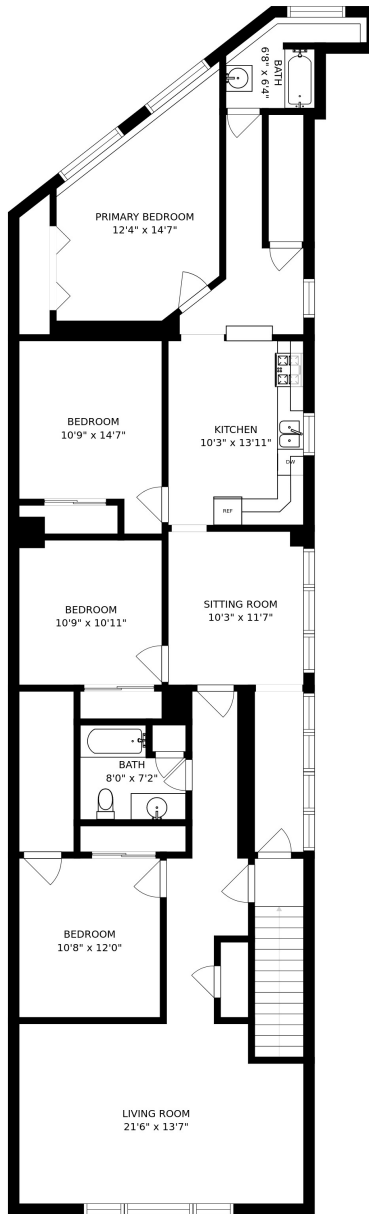 BATH
6'8" x 6'4"
PRIMARY BEDROOM
12'4" x 14'7"
BEDROOM
10'9" x 14'7"
KITCHEN
10'3" x 13'11"
DW
REF
BEDROOM
10'9" x 10'11"
SITTING ROOM
10'3" x 11'7"
BATH
8'0" x 7'2"
BEDROOM
10'8" x 12'0"
LIVING ROOM
21'6" x 13'7"